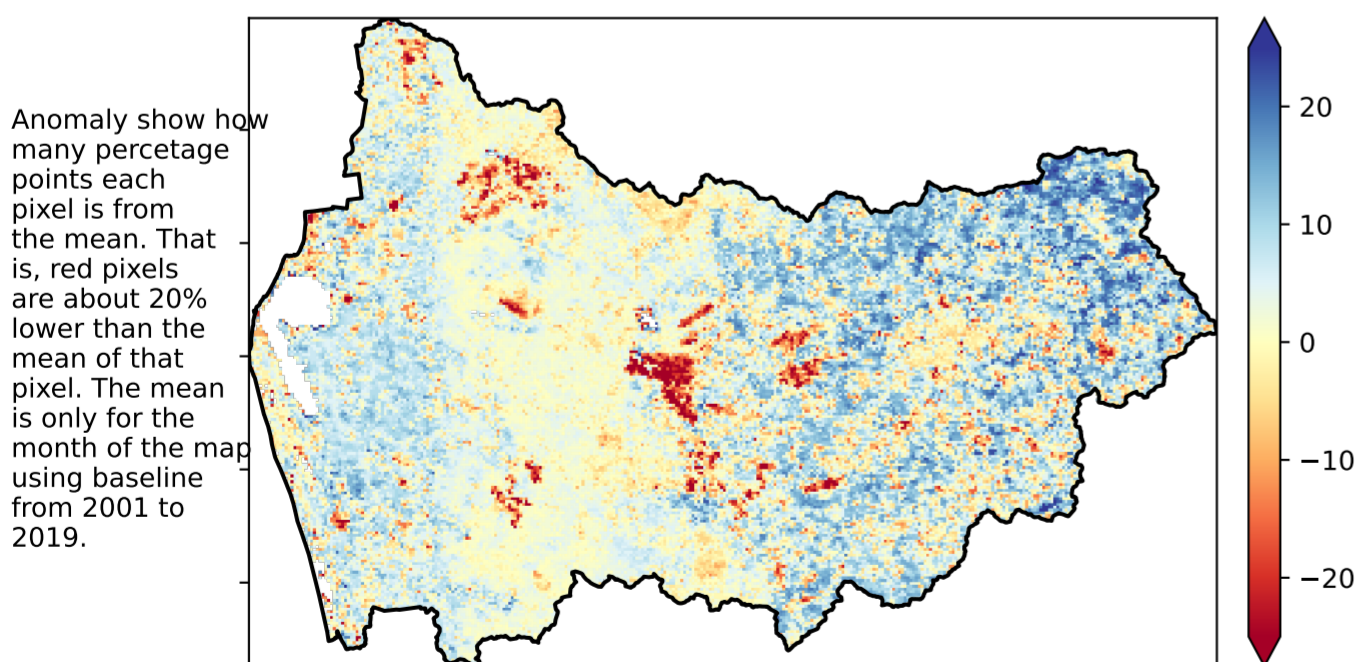 Anomaly show how
many percetage
points each
pixel is from
the mean. That
is, red pixels
are about 20%
lower than the
mean of that
pixel. The mean
is only for the
month of the map
using baseline
from 2001 to
2019.
20
10
0
−10
−20